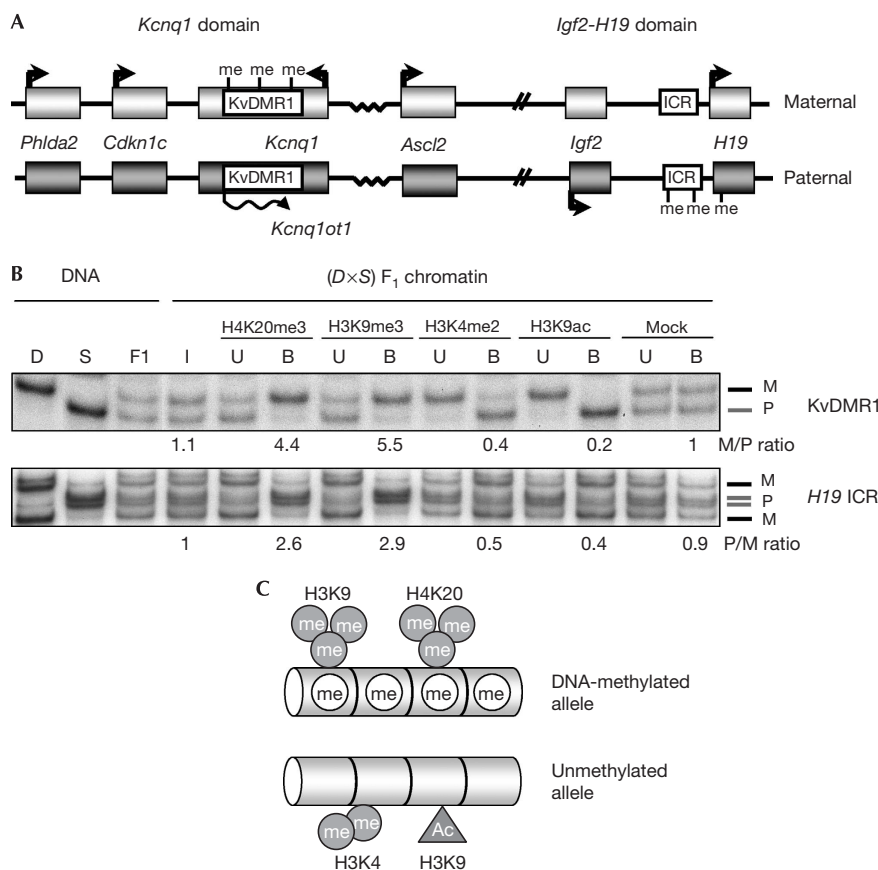 A
Kcnq1 domain Igf2-H19 domain
me me me
KvDMR1 ICR Maternal
Phlda2 Cdkn1c Kcnq1 Ascl2 Igf2 H19
KvDMR1 ICR Paternal
me me me
Kcnq1ot1
B
DNA (D×S) F1 chromatin
H4K20me3 H3K9me3 H3K4me2 H3K9ac Mock
D S F1 I U B U B U B U B U B
M
P KvDMR1
1.1 4.4 5.5 0.4 0.2 1 M/P ratio
M
P H19 ICR
M
1 2.6 2.9 0.5 0.4 0.9 P/M ratio
C
H3K9 H4K20
me me me me
me me
me me me me
DNA-methylated
allele
Unmethylated
allele
me me Ac
H3K4 H3K9